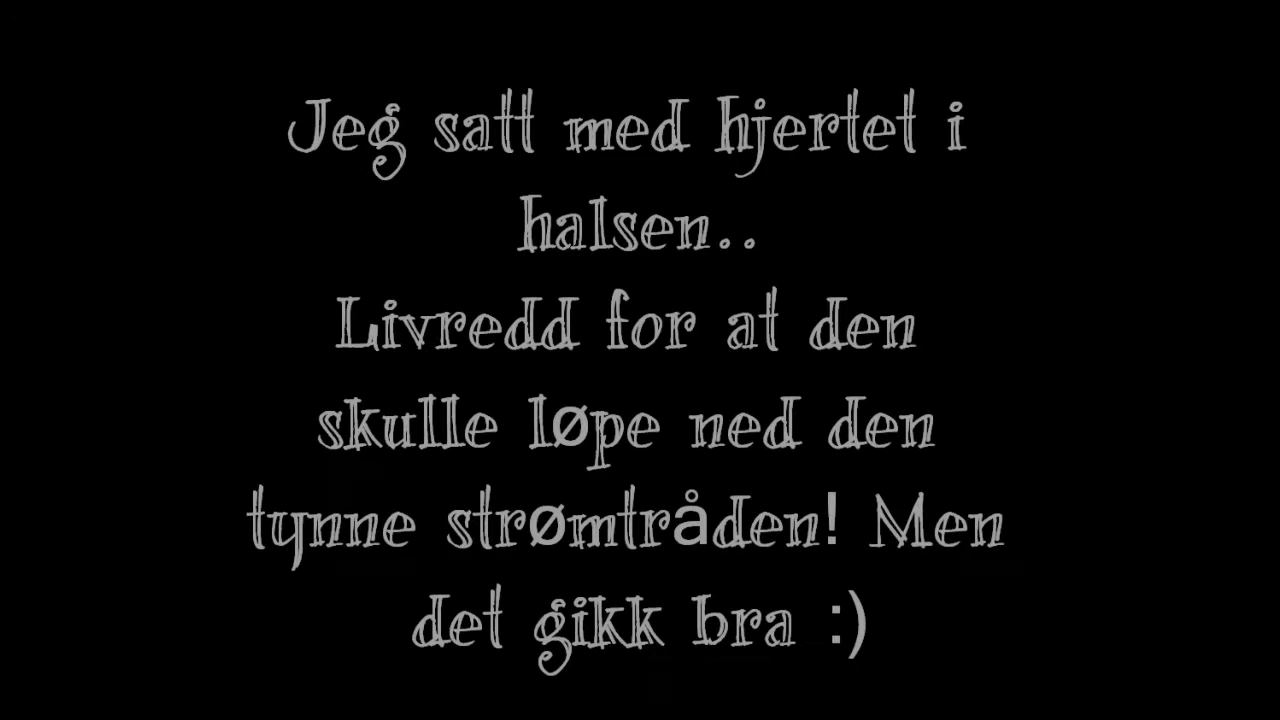 Jeg satt med hjertet i
halsen..
Livredd for at den
skulle løpe ned den
tynne strømtråden! Men
det gikk bra :)